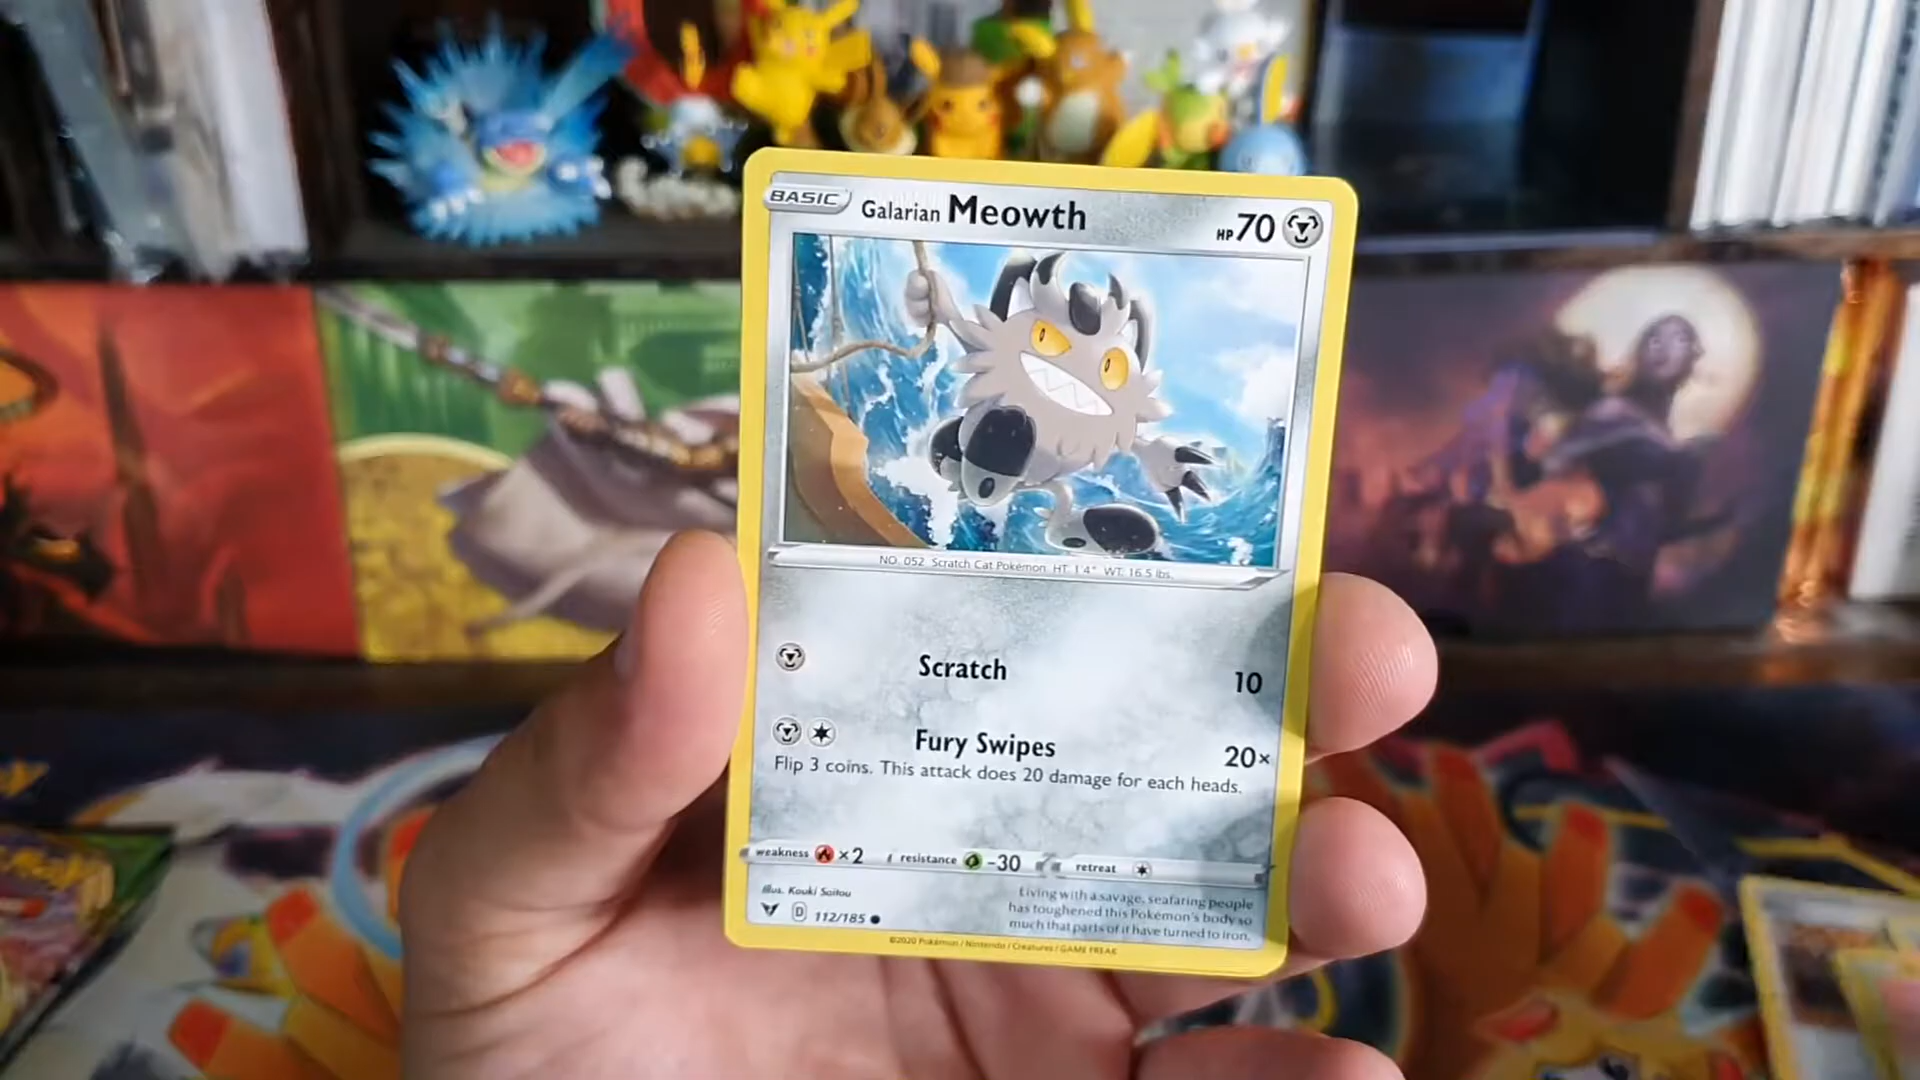 BASIC Galarian Meowth HP 70
NO. 052 Scratch Cat Pokémon HT: 1'4" WT: 16.5 lbs.
Scratch 10
Fury Swipes 20×
Flip 3 coins. This attack does 20 damage for each heads.
weakness ×2 resistance -30 retreat
Illus. Kouki Saitou
D 112/185
Living with a savage, seafaring people
has toughened this Pokémon's body so
much that parts of it have turned to iron.
©2020 Pokémon / Nintendo / Creatures / GAME FREAK